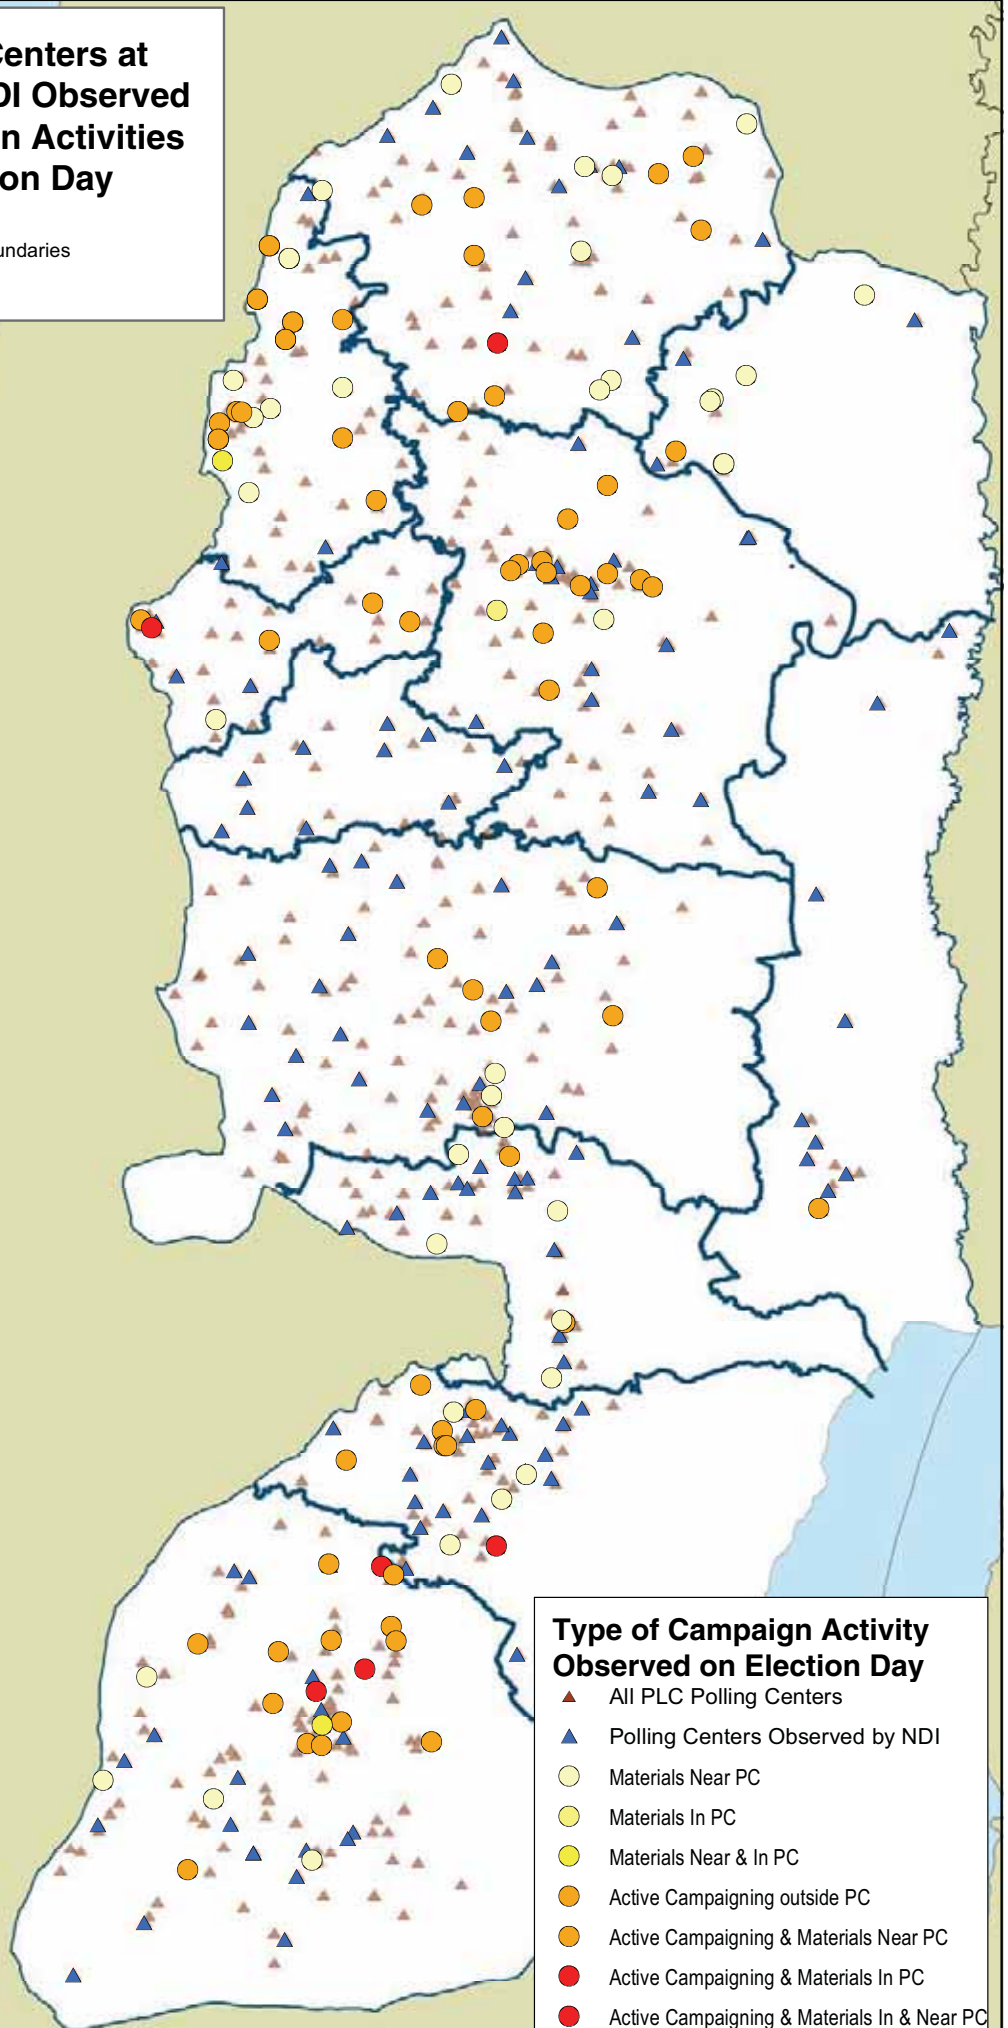 Centers at
DI Observed
n Activities
on Day
undaries
Type of Campaign Activity
Observed on Election Day
All PLC Polling Centers
Polling Centers Observed by NDI
Materials Near PC
Materials In PC
Materials Near & In PC
Active Campaigning outside PC
Active Campaigning & Materials Near PC
Active Campaigning & Materials In PC
Active Campaigning & Materials In & Near PC